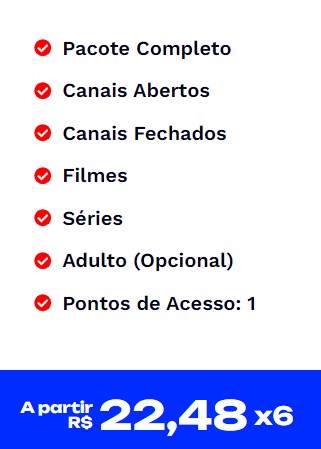 Pacote Completo
Canais Abertos
Canais Fechados
Filmes
Séries
Adulto (Opcional)
Pontos de Acesso: 1
A partir
R$ 22,48 x6